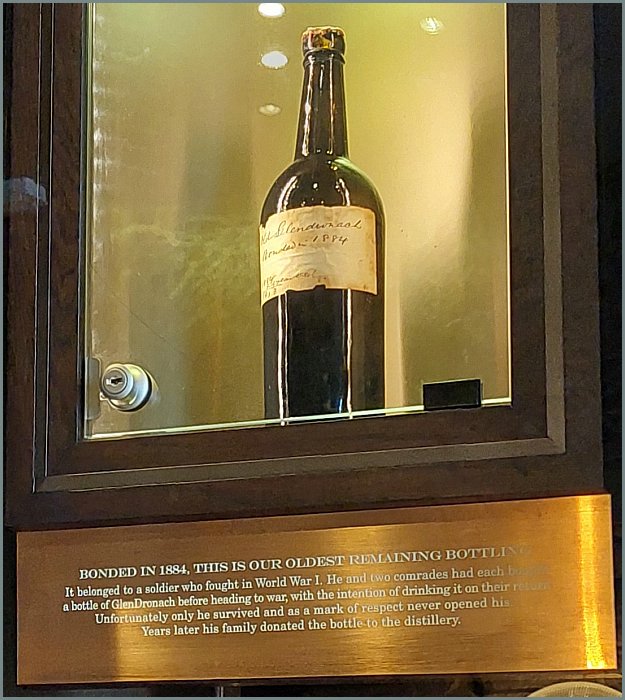 Glendronach
Bonded in 1884
BONDED IN 1884, THIS IS OUR OLDEST REMAINING BOTTLING
It belonged to a soldier who fought in World War I. He and two comrades had each bought
a bottle of GlenDronach before heading to war, with the intention of drinking it on their return
Unfortunately only he survived and as a mark of respect never opened his.
Years later his family donated the bottle to the distillery.